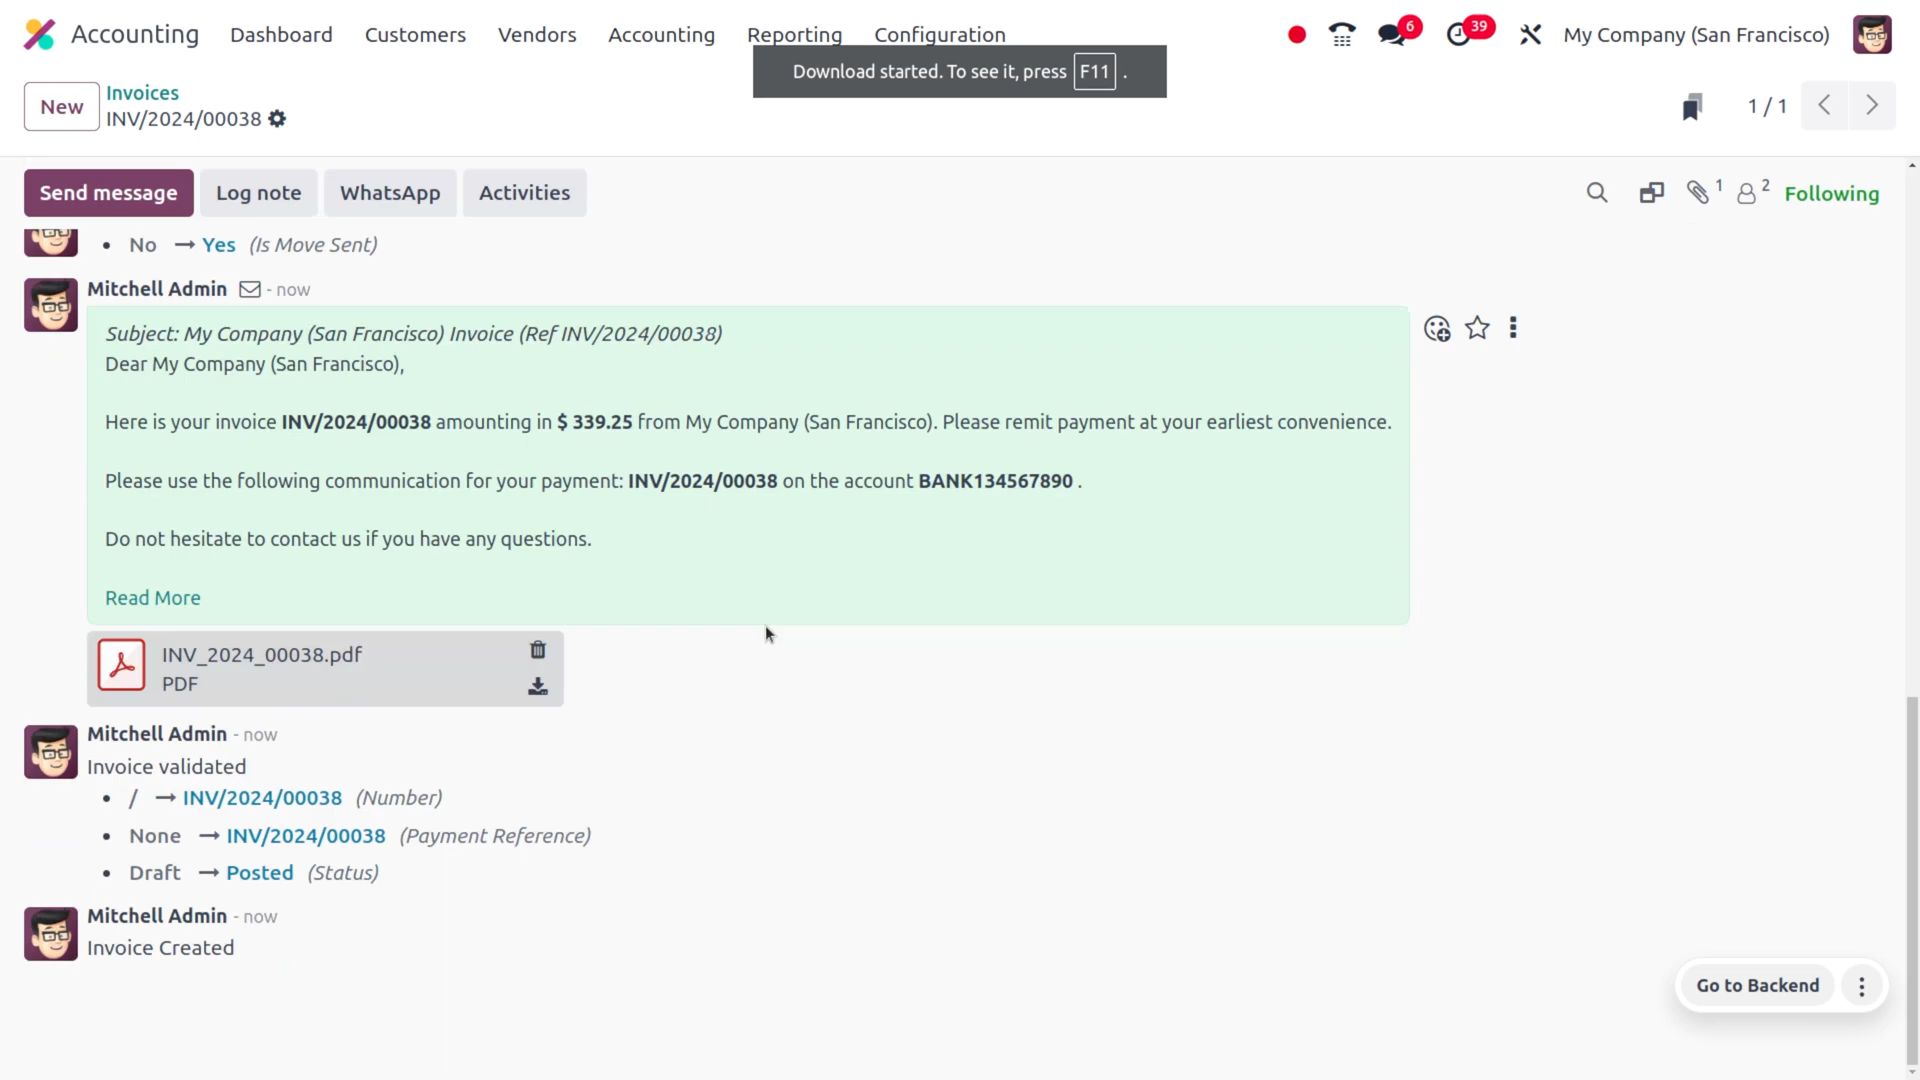 Accounting Dashboard Customers Vendors Accounting Reporting Configuration 6 39 My Company (San Francisco)
Download started. To see it, press F11 .
New Invoices
INV/2024/00038
1 / 1
Send message Log note WhatsApp Activities 1 2 Following
• No → Yes (Is Move Sent)
Mitchell Admin - now
Subject: My Company (San Francisco) Invoice (Ref INV/2024/00038)
Dear My Company (San Francisco),
Here is your invoice INV/2024/00038 amounting in $ 339.25 from My Company (San Francisco). Please remit payment at your earliest convenience.
Please use the following communication for your payment: INV/2024/00038 on the account BANK134567890 .
Do not hesitate to contact us if you have any questions.
Read More
INV_2024_00038.pdf
PDF
Mitchell Admin - now
Invoice validated
• / → INV/2024/00038 (Number)
• None → INV/2024/00038 (Payment Reference)
• Draft → Posted (Status)
Mitchell Admin - now
Invoice Created
Go to Backend